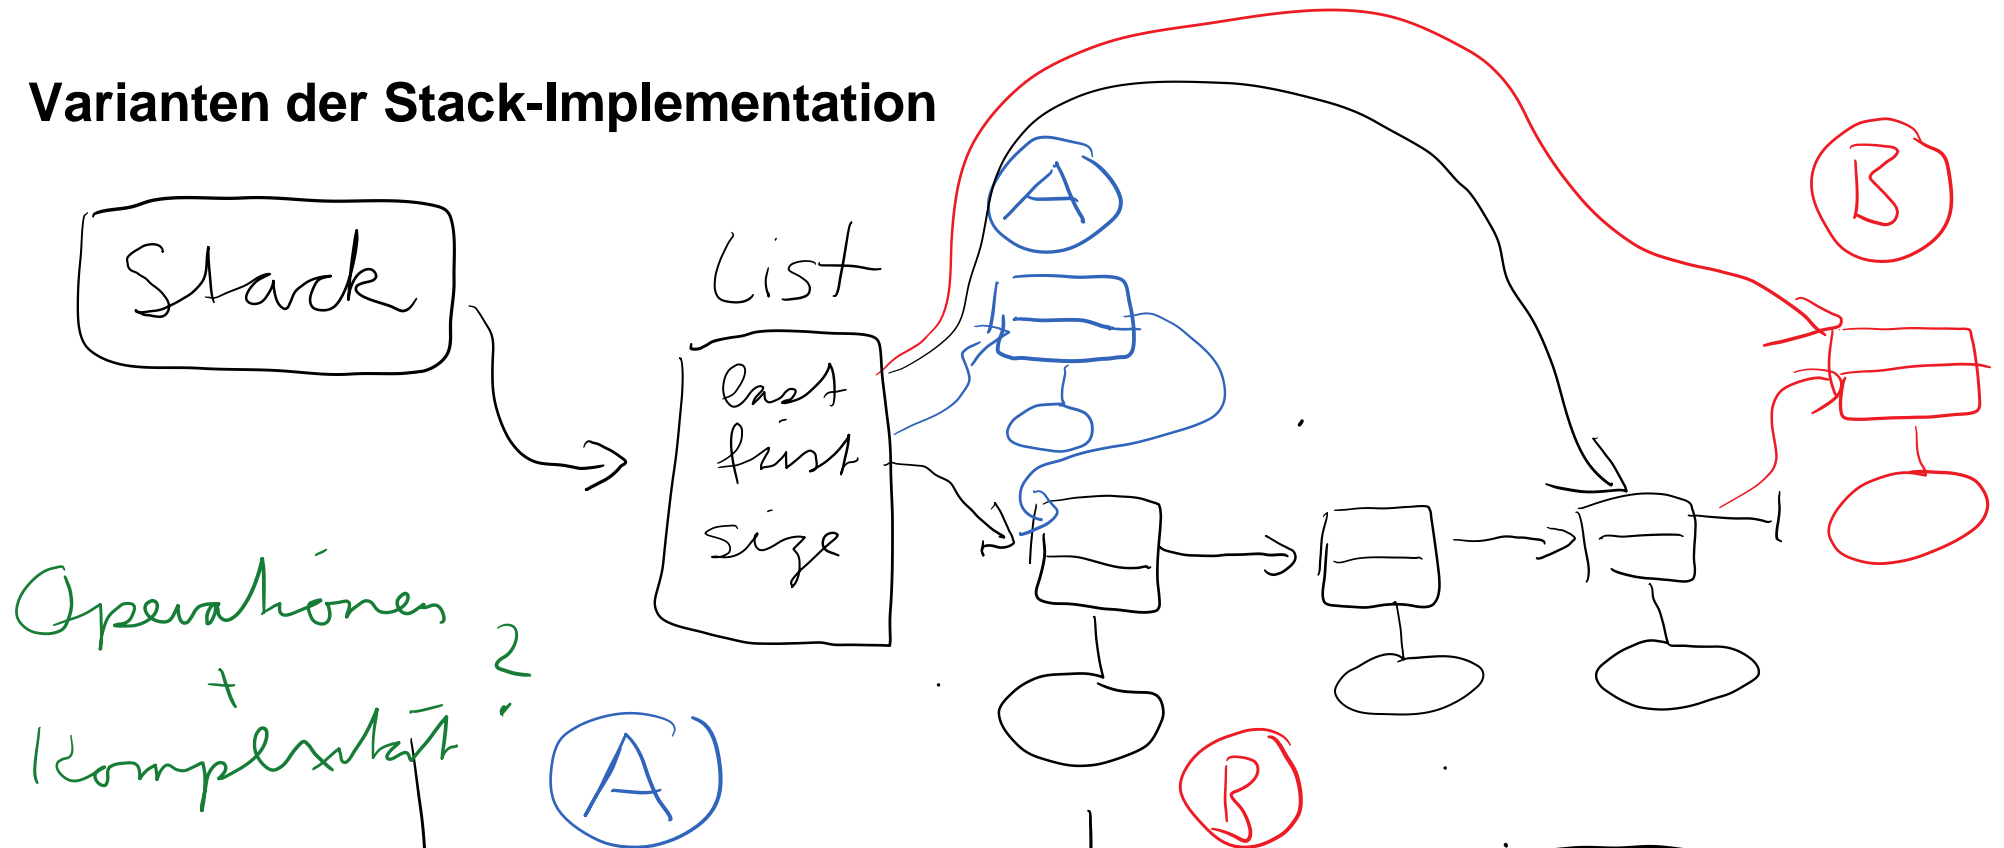 Varianten der Stack-Implementation
A
B
Stack
List
last
first
size
Operationen
+
Komplexität ?
A
B